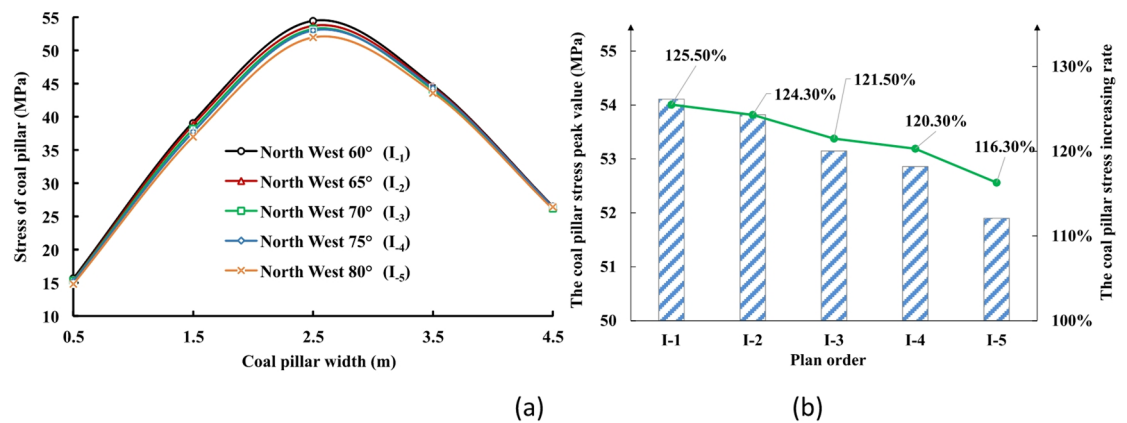 Stress of coal pillar (MPa)
55
50
45
40
35
30
25
20
15
10
0.5
1.5
2.5
3.5
4.5
Coal pillar width (m)
North West 60° (I-1)
North West 65° (I-2)
North West 70° (I-3)
North West 75° (I-4)
North West 80° (I-5)
(a)
The coal pillar stress peak value (MPa)
55
54
53
52
51
50
125.50%
124.30%
121.50%
120.30%
116.30%
130%
120%
110%
100%
The coal pillar stress increasing rate
I-1
I-2
I-3
I-4
I-5
Plan order
(b)